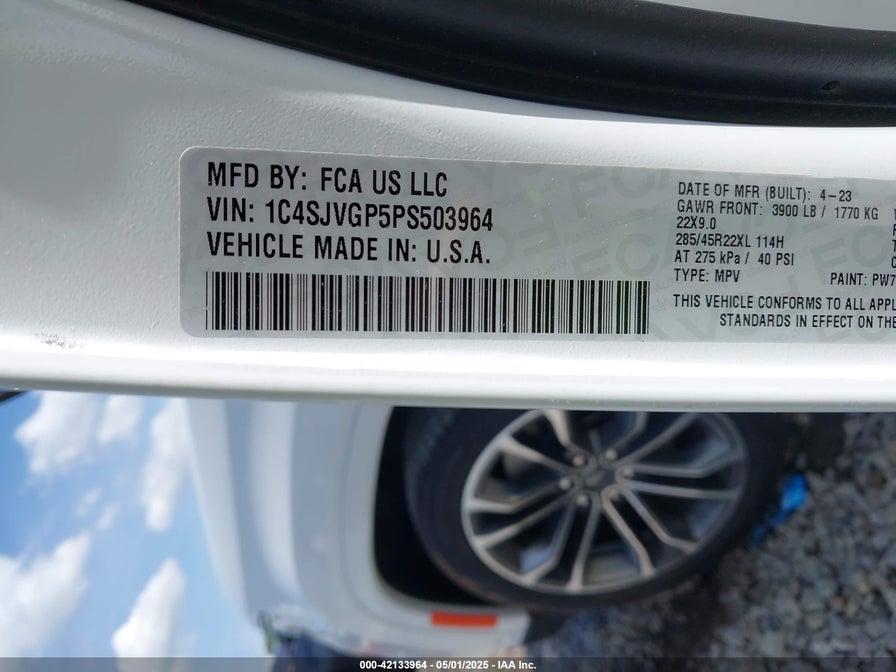 MFD BY: FCA US LLC
VIN: 1C4SJVGP5PS503964
VEHICLE MADE IN: U.S.A.
DATE OF MFR (BUILT): 4-23
GAWR FRONT: 3900 LB / 1770 KG
22X9.0
285/45R22XL 114H
AT 275 kPa / 40 PSI
TYPE: MPV PAINT: PW7
THIS VEHICLE CONFORMS TO ALL APPL
STANDARDS IN EFFECT ON THE
000-42133964 - 05/01/2025 - IAA Inc.